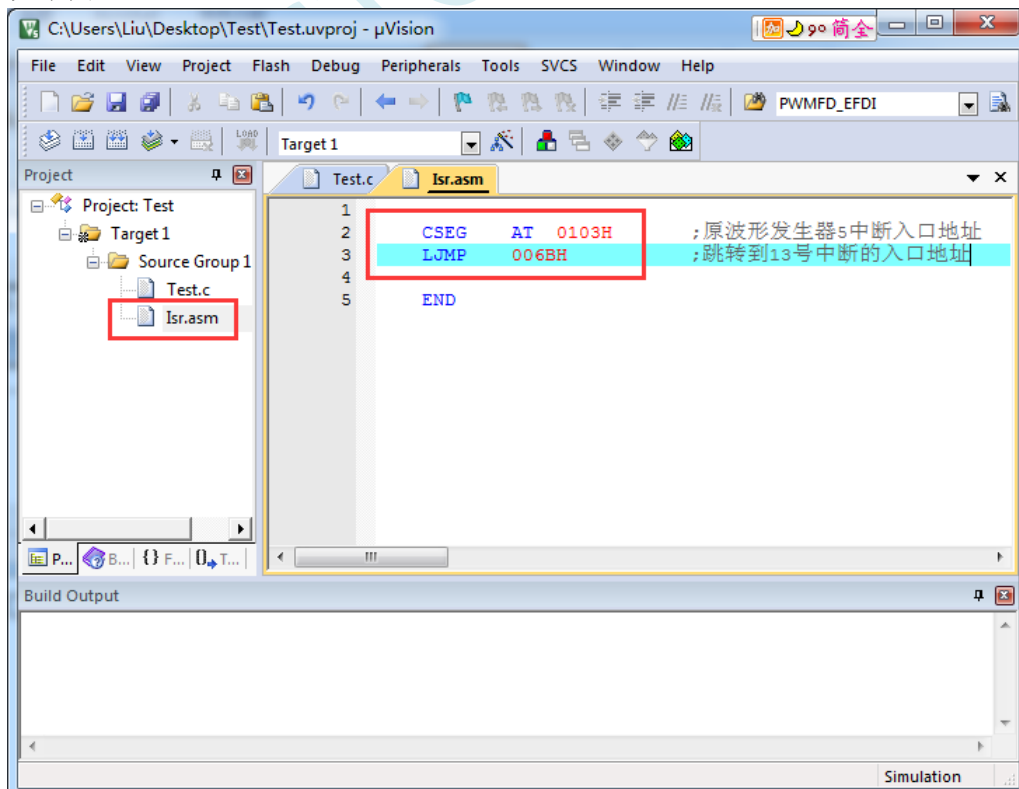 C:\Users\Liu\Desktop\Test\Test.uvproj - µVision
简全
File Edit View Project Flash Debug Peripherals Tools SVCS Window Help
PWMFD_EFDI
LOAD
Target 1
Project
Test.c
Isr.asm
Project: Test
Target 1
Source Group 1
Test.c
Isr.asm
1
2 CSEG AT 0103H ;原波形发生器5中断入口地址
3 LJMP 006BH ;跳转到13号中断的入口地址
4
5 END
P... B... {} F... 0 T...
Build Output
Simulation